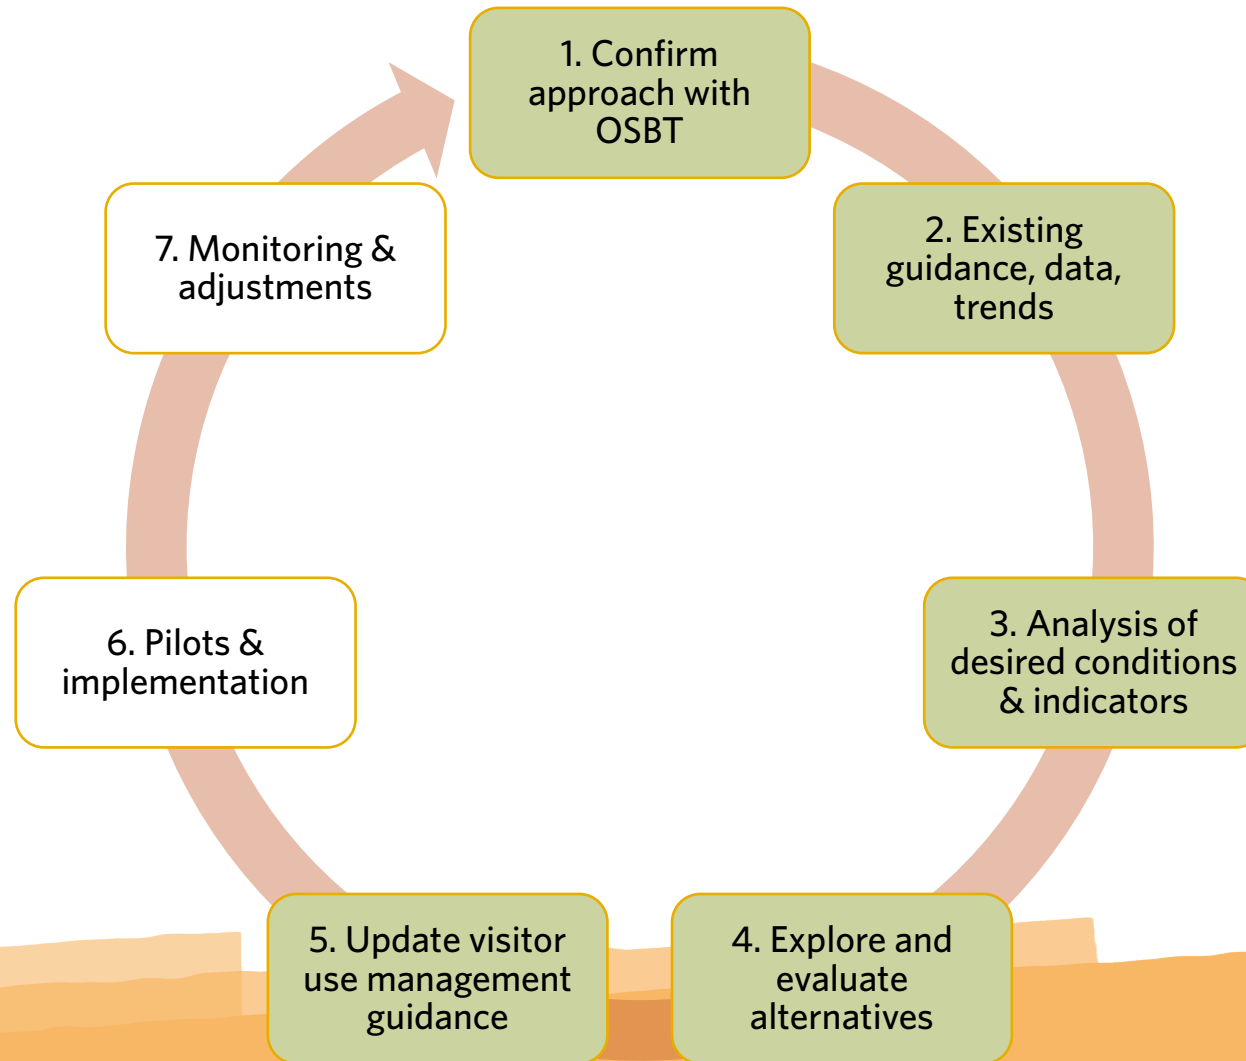 1. Confirm
approach with
OSBT
2. Existing
guidance, data,
trends
3. Analysis of
desired conditions
& indicators
4. Explore and
evaluate
alternatives
5. Update visitor
use management
guidance
6. Pilots &
implementation
7. Monitoring &
adjustments